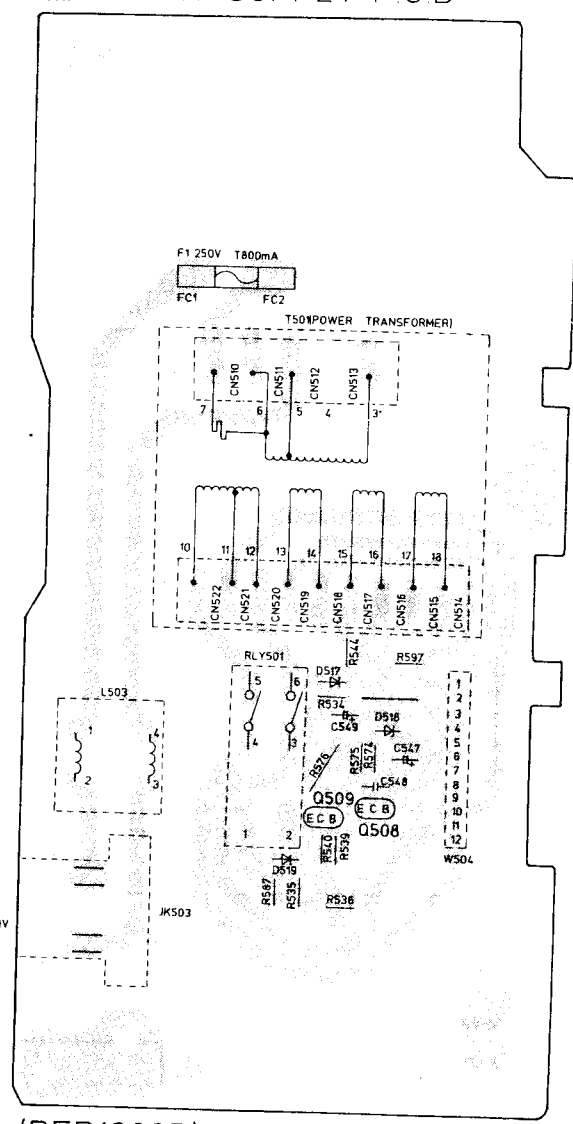 SUPPLY P.C.B
F1 250V T800mA
FC1 FC2
T501(POWER TRANSFORMER)
CN510 CN511 CN512 CN513
7 6 5 4 3
10 11 12 13 14 15 16 17 18
CN522 CN521 CN520 CN519 CN518 CN517 CN516 CN515 CN514
RLY501
5 6
4 3
1 2
R544
R597
D517
R534
C549
D518
R576
R575
R574
C547
C548
Q509
E C B
E C B
Q508
R540
R539
D519
R587
R535
R536
1
2
3
4
5
6
7
8
9
10
11
12
W504
L503
1 4
2 3
JK503
V